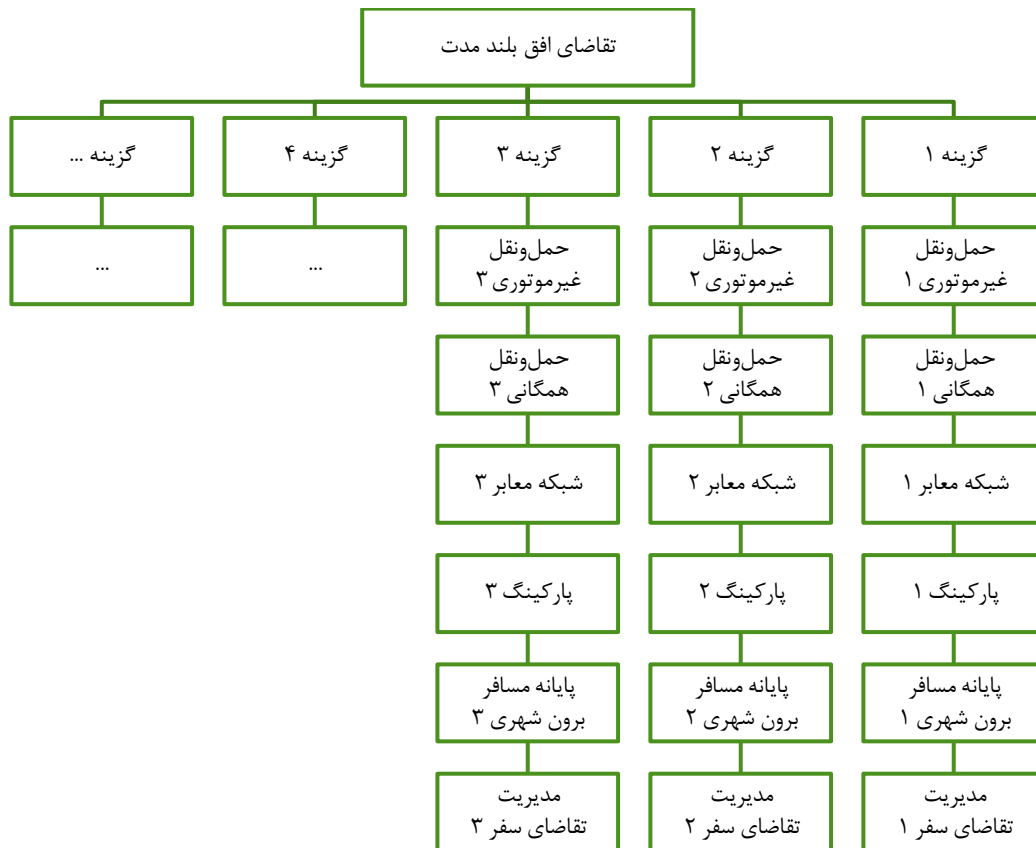 تقاضای افق بلند مدت
گزینه ۱
گزینه ۲
گزینه ۳
گزینه ۴
گزینه ...
حمل‌ونقل
غیرموتوری ۱
حمل‌ونقل
غیرموتوری ۲
حمل‌ونقل
غیرموتوری ۳
...
...
حمل‌ونقل
همگانی ۱
حمل‌ونقل
همگانی ۲
حمل‌ونقل
همگانی ۳
شبکه معابر ۱
شبکه معابر ۲
شبکه معابر ۳
پارکینگ ۱
پارکینگ ۲
پارکینگ ۳
پایانه مسافر
برون شهری ۱
پایانه مسافر
برون شهری ۲
پایانه مسافر
برون شهری ۳
مدیریت
تقاضای سفر ۱
مدیریت
تقاضای سفر ۲
مدیریت
تقاضای سفر ۳